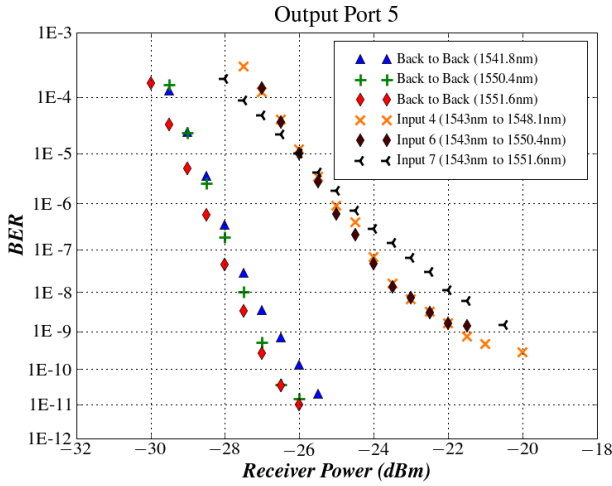 Output Port 5
1E-3
1E-4
1E-5
1E-6
1E-7
1E-8
1E-9
1E-10
1E-11
1E-12
BER
Back to Back (1541.8nm)
Back to Back (1550.4nm)
Back to Back (1551.6nm)
Input 4 (1543nm to 1548.1nm)
Input 6 (1543nm to 1550.4nm)
Input 7 (1543nm to 1551.6nm)
−32 −30 −28 −26 −24 −22 −20 −18
Receiver Power (dBm)